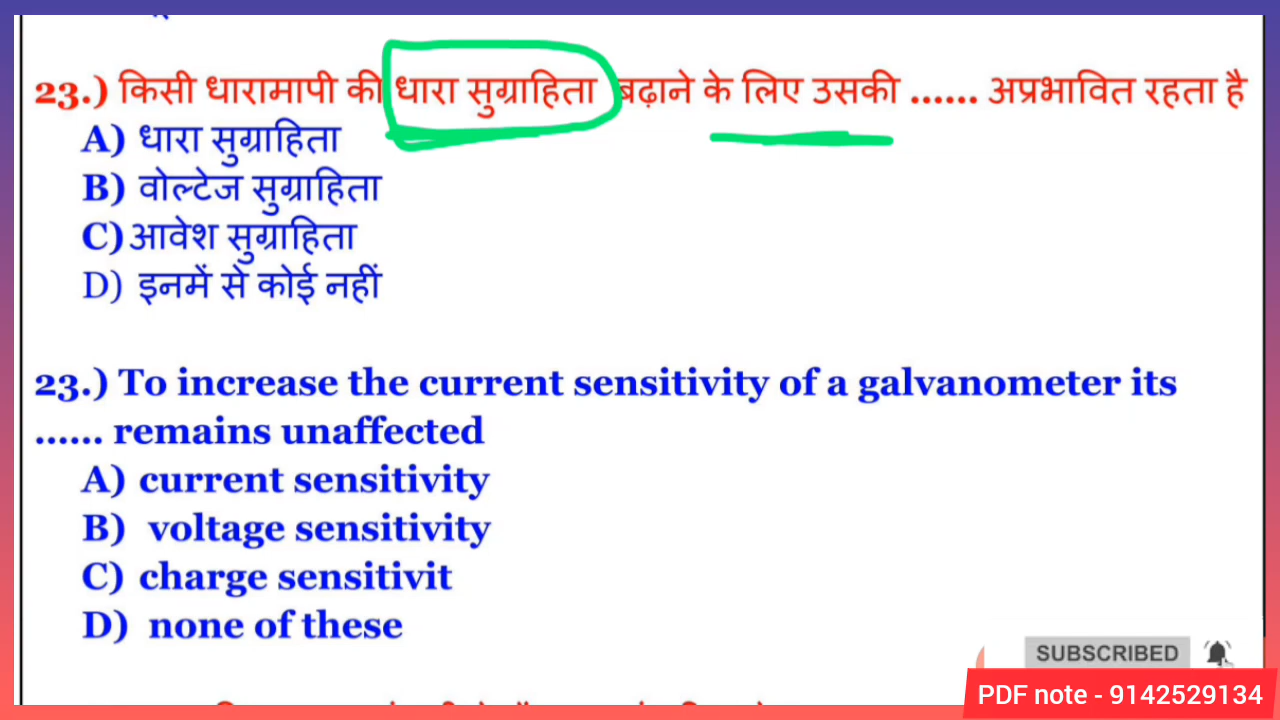 23.) किसी धारामापी की धारा सुग्राहिता बढ़ाने के लिए उसकी ...... अप्रभावित रहता है
A) धारा सुग्राहिता
B) वोल्टेज सुग्राहिता
C) आवेश सुग्राहिता
D) इनमें से कोई नहीं
23.) To increase the current sensitivity of a galvanometer its
...... remains unaffected
A) current sensitivity
B) voltage sensitivity
C) charge sensitivit
D) none of these
SUBSCRIBED
PDF note - 9142529134